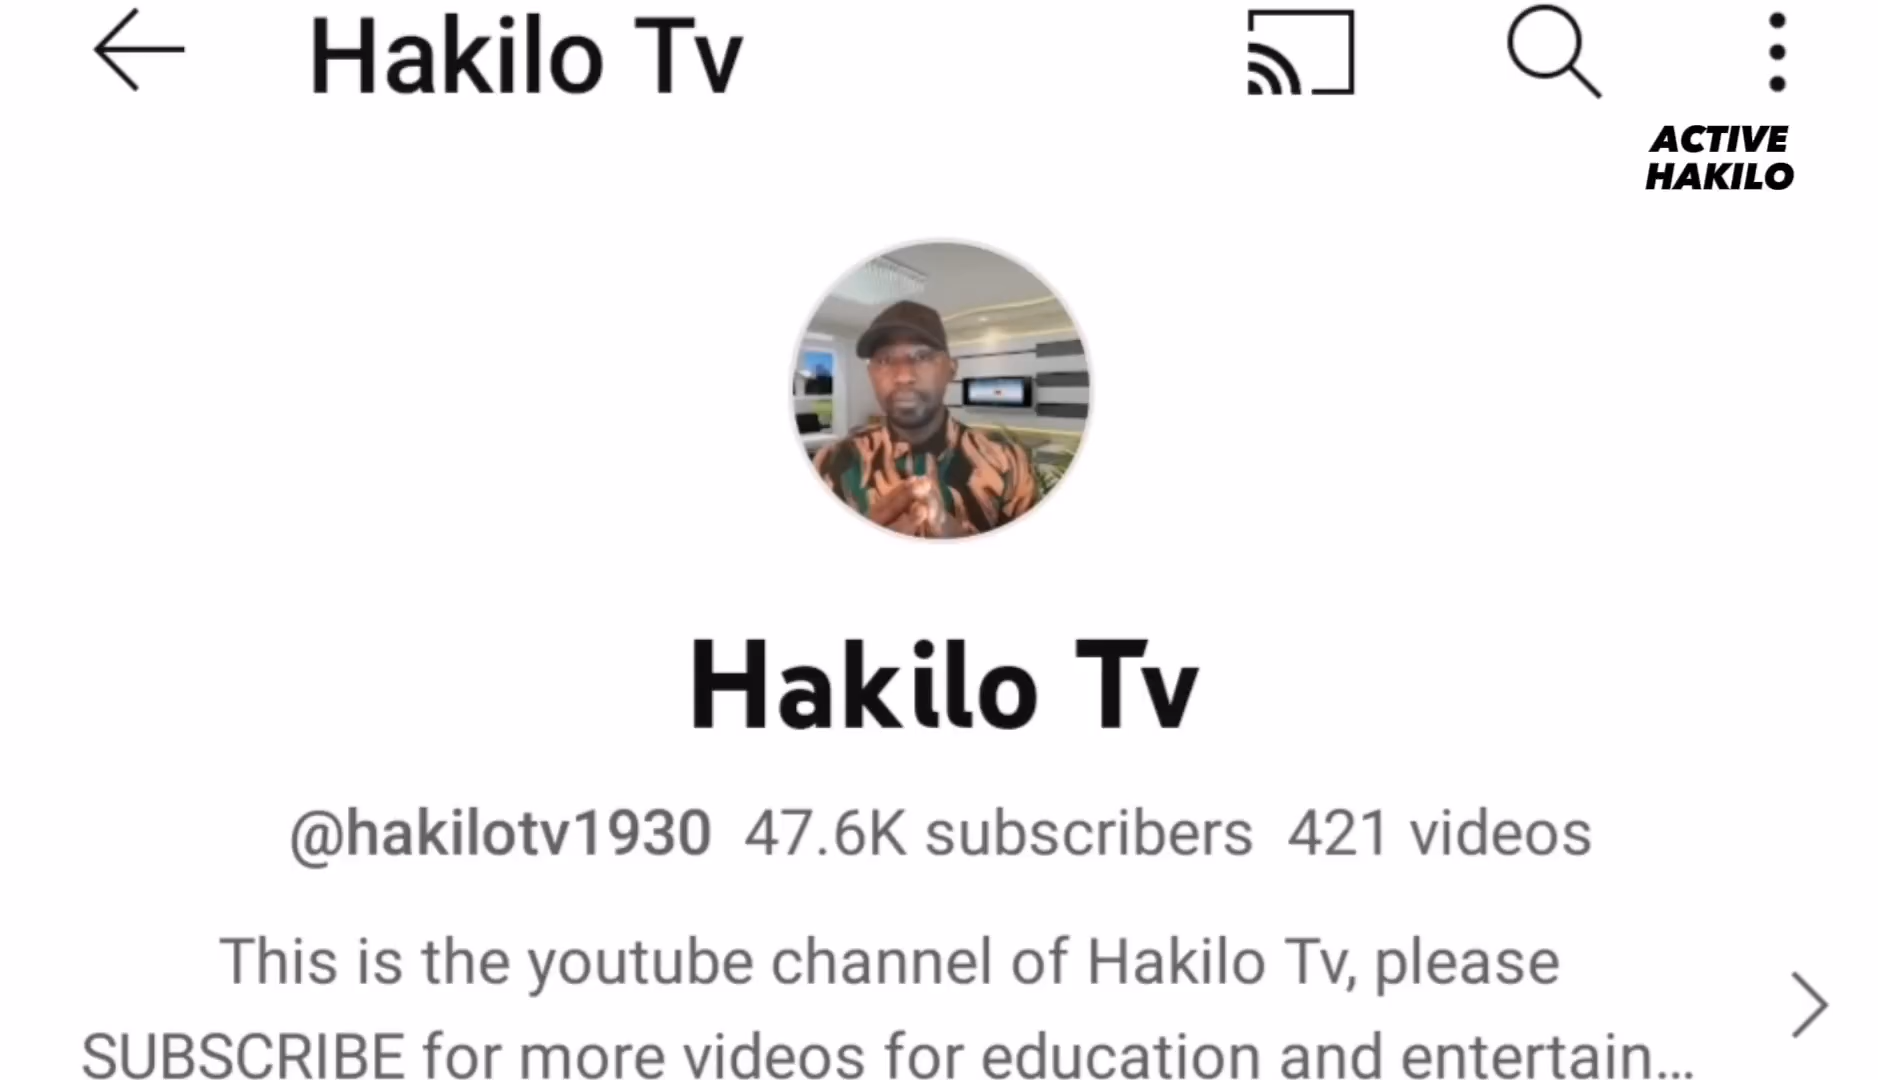 Hakilo Tv
ACTIVE
HAKILO
Hakilo Tv
@hakilotv1930 47.6K subscribers 421 videos
This is the youtube channel of Hakilo Tv, please
SUBSCRIBE for more videos for education and entertain...